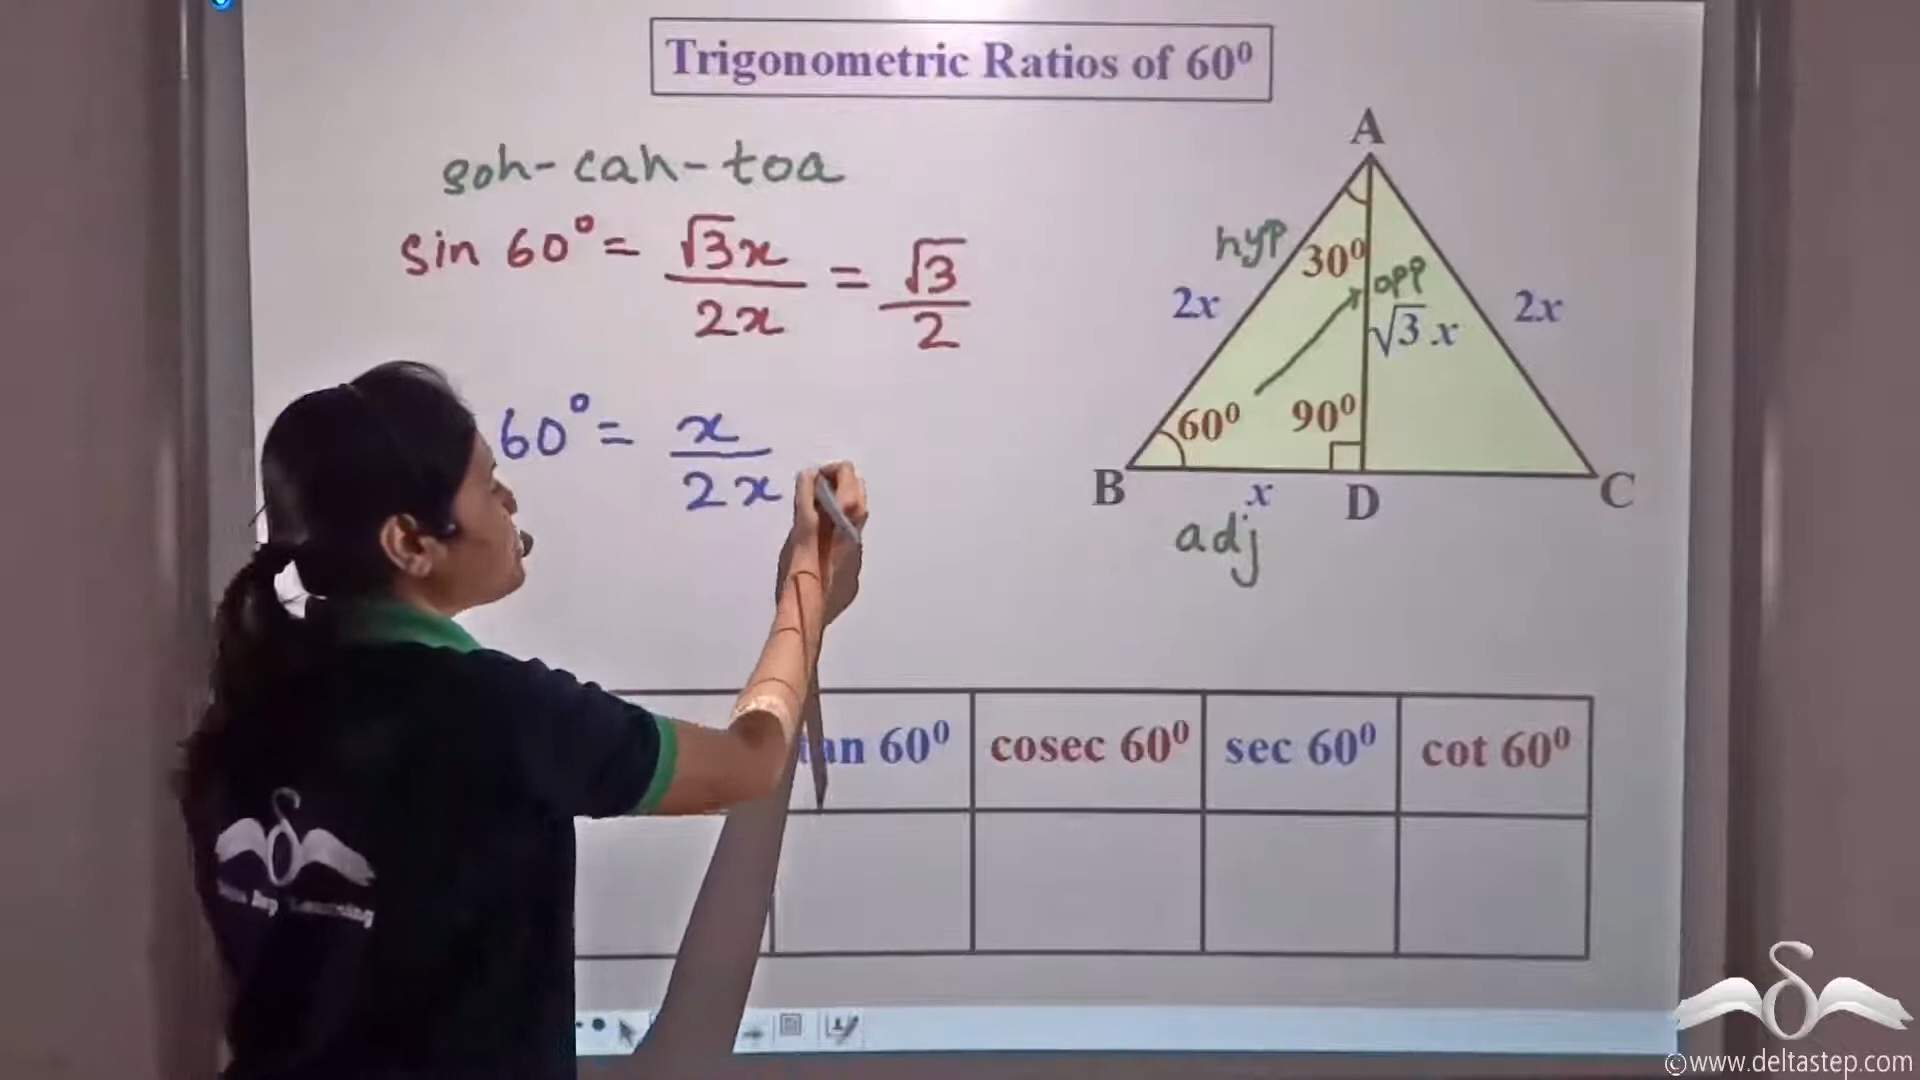 Trigonometric Ratios of 60⁰
soh-cah-toa
sin 60° = √3x / 2x = √3 / 2
60° = x / 2x
A
hyp
30⁰
opp
2x
√3 x
2x
60⁰
90⁰
B
x
D
C
adj
tan 60⁰
cosec 60⁰
sec 60⁰
cot 60⁰
©www.deltastep.com